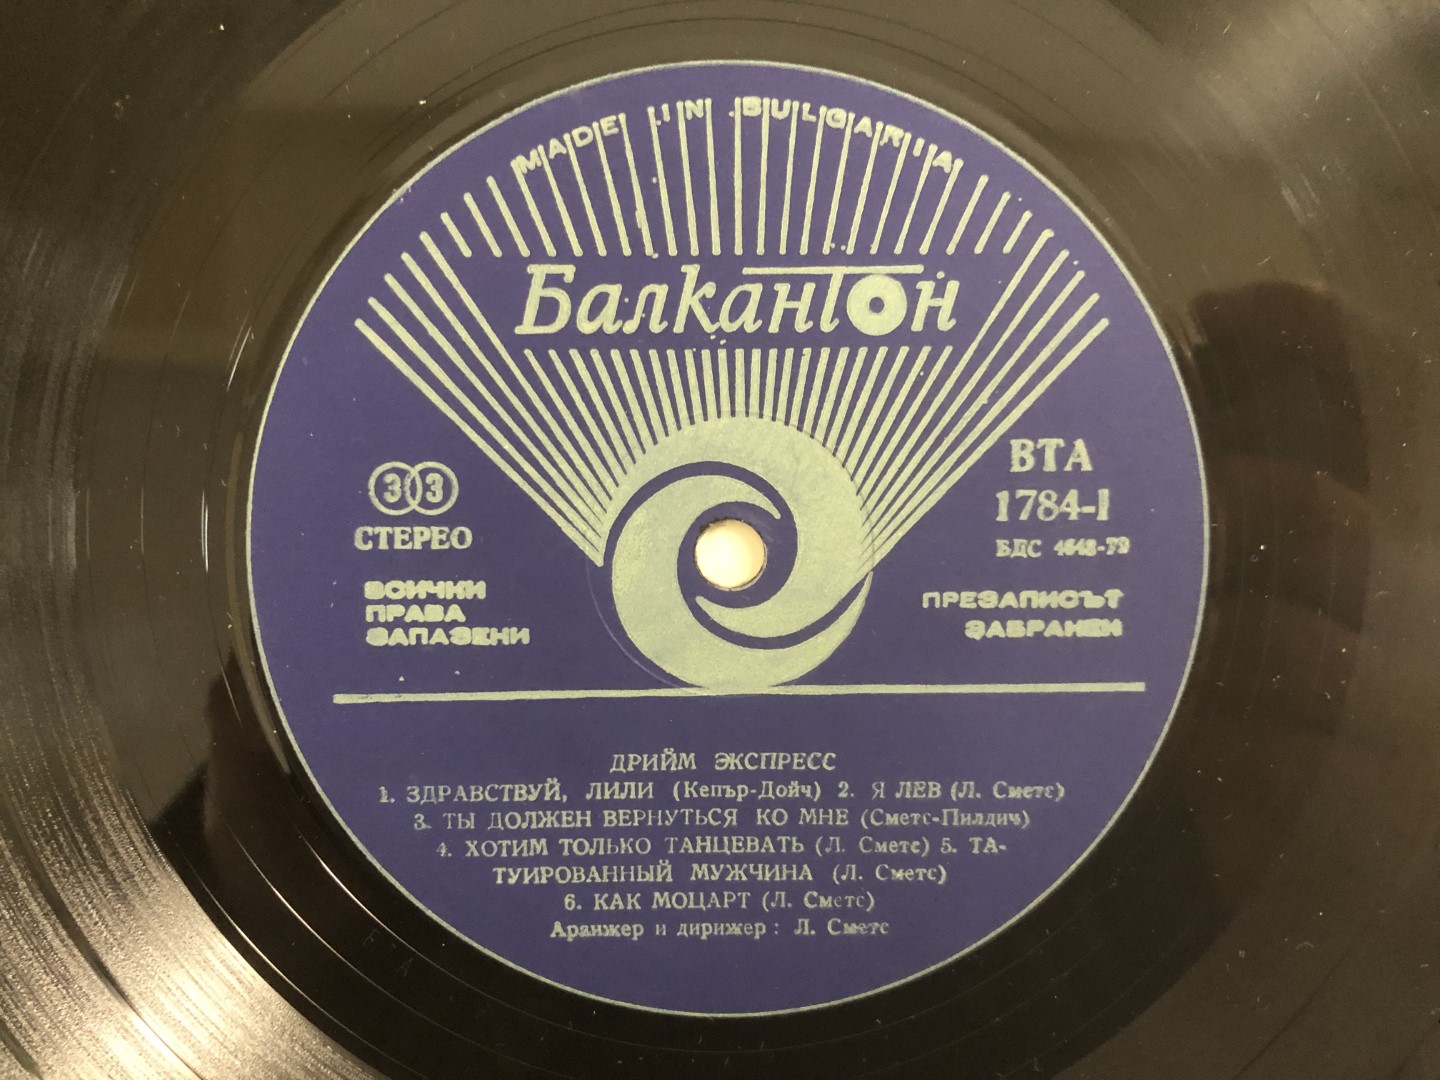 MADE IN BULGARIA
Балкантон
33
СТЕРЕО
ВСИЧКИ
ПРАВА
ЗАПАЗЕНИ
ВТА
1784-I
БДС 4648-73
ПРЕЗАПИСЪТ
ЗАБРАНЕН
ДРИЙМ ЭКСПРЕСС
1. ЗДРАВСТВУЙ, ЛИЛИ (Кепър-Дойч) 2. Я ЛЕВ (Л. Сметс)
3. ТЫ ДОЛЖЕН ВЕРНУТЬСЯ КО МНЕ (Сметс-Пилдич)
4. ХОТИМ ТОЛЬКО ТАНЦЕВАТЬ (Л. Сметс) 5. ТА-
ТУИРОВАННЫЙ МУЖЧИНА (Л. Сметс)
6. КАК МОЦАРТ (Л. Сметс)
Аранжер и дирижер : Л. Сметс